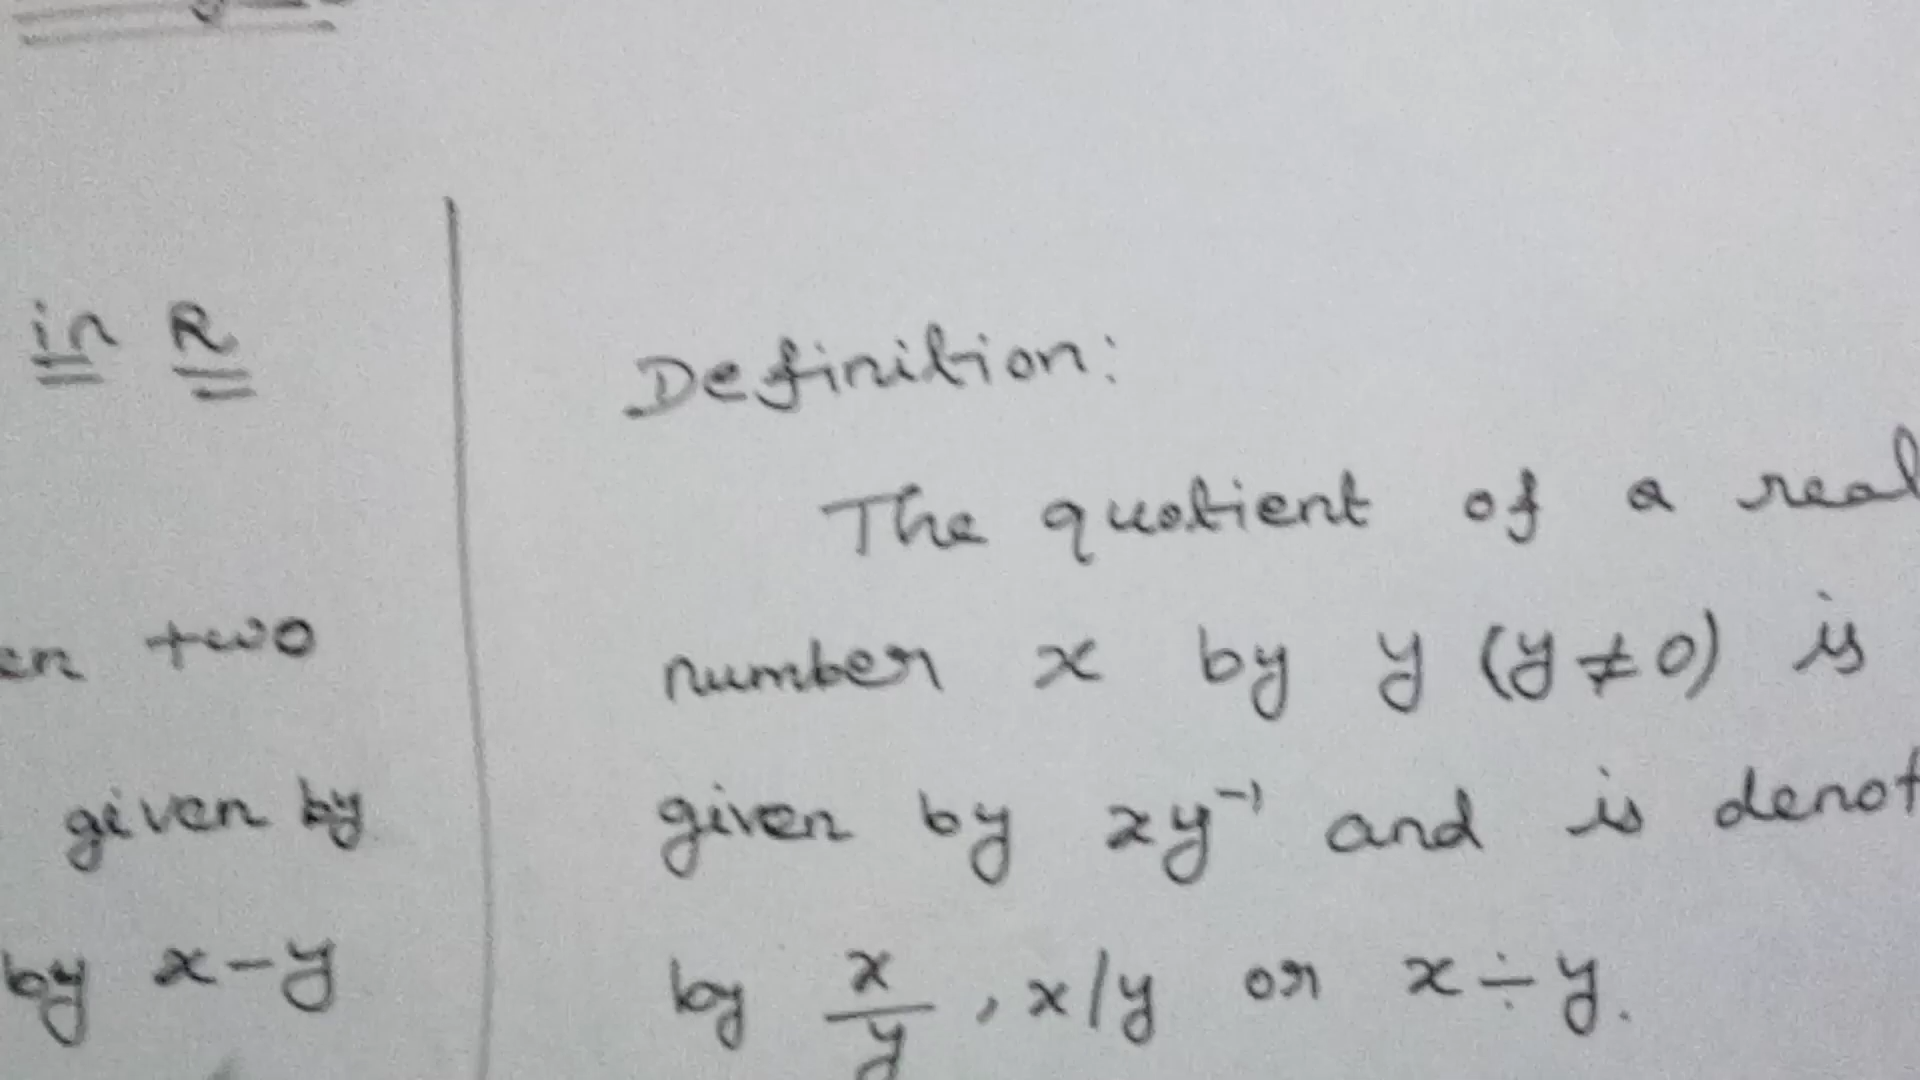 in R
two
given by
by x-y
Definition:
The quotient of a real
number x by y (y≠0) is
given by xy⁻¹ and is denot
by x/y, x/y or x÷y.